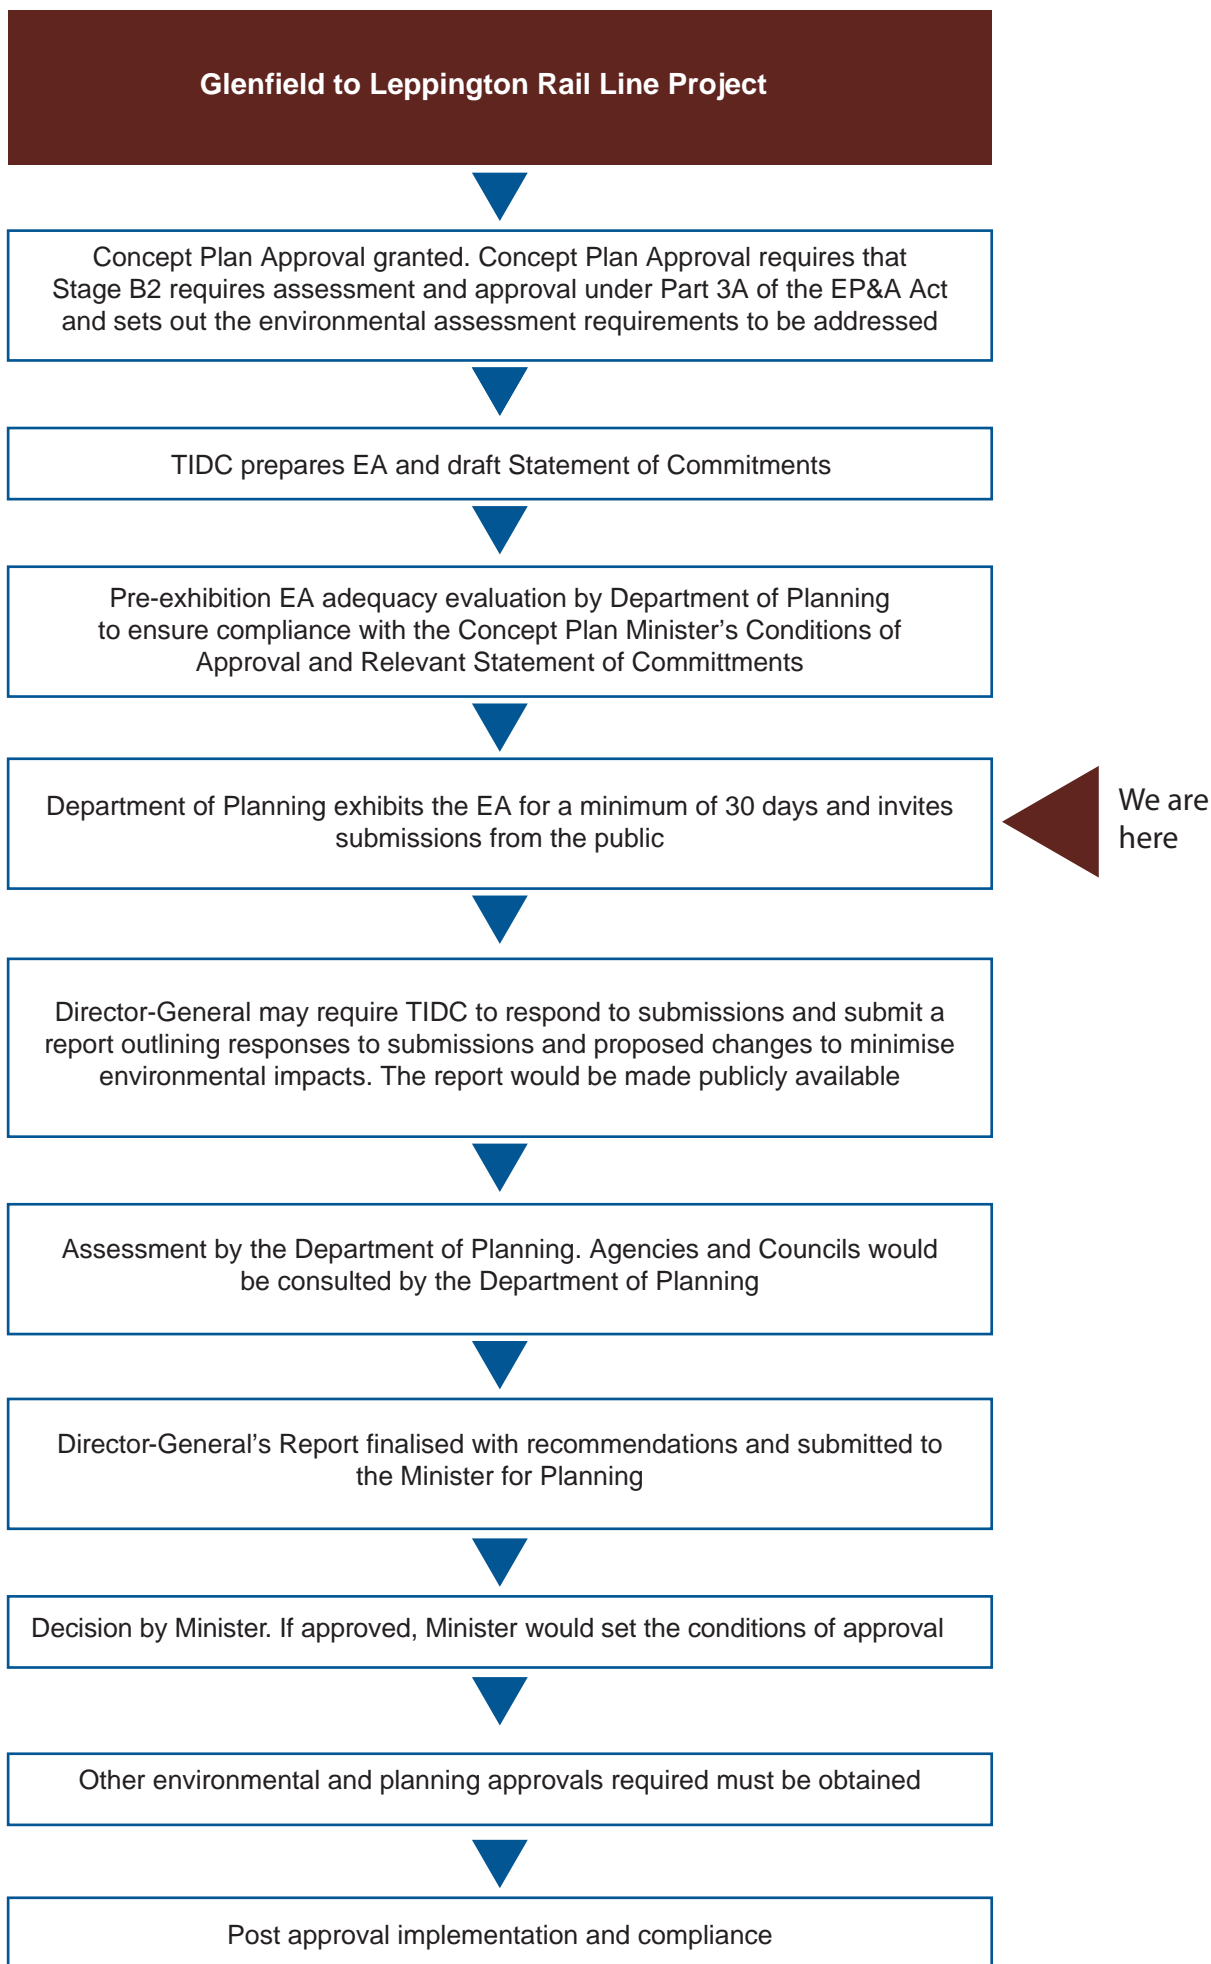 Glenfield to Leppington Rail Line Project
Concept Plan Approval granted. Concept Plan Approval requires that
Stage B2 requires assessment and approval under Part 3A of the EP&A Act
and sets out the environmental assessment requirements to be addressed
TIDC prepares EA and draft Statement of Commitments
Pre-exhibition EA adequacy evaluation by Department of Planning
to ensure compliance with the Concept Plan Minister's Conditions of
Approval and Relevant Statement of Committments
Department of Planning exhibits the EA for a minimum of 30 days and invites
submissions from the public
We are
here
Director-General may require TIDC to respond to submissions and submit a
report outlining responses to submissions and proposed changes to minimise
environmental impacts. The report would be made publicly available
Assessment by the Department of Planning. Agencies and Councils would
be consulted by the Department of Planning
Director-General's Report finalised with recommendations and submitted to
the Minister for Planning
Decision by Minister. If approved, Minister would set the conditions of approval
Other environmental and planning approvals required must be obtained
Post approval implementation and compliance